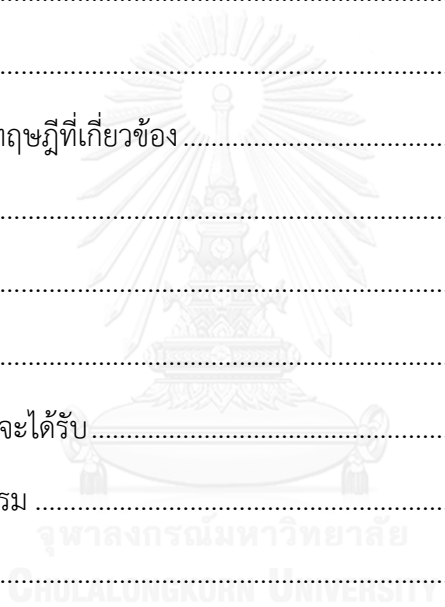 ................................................
................................................
ทฤษฎีที่เกี่ยวข้อง................................
................................................
................................................
................................................
จะได้รับ..........................................
รม ..............................................
จุฬาลงกรณ์มหาวิทยาลัย
................................................
CHULALONGKORN UNIVERSITY